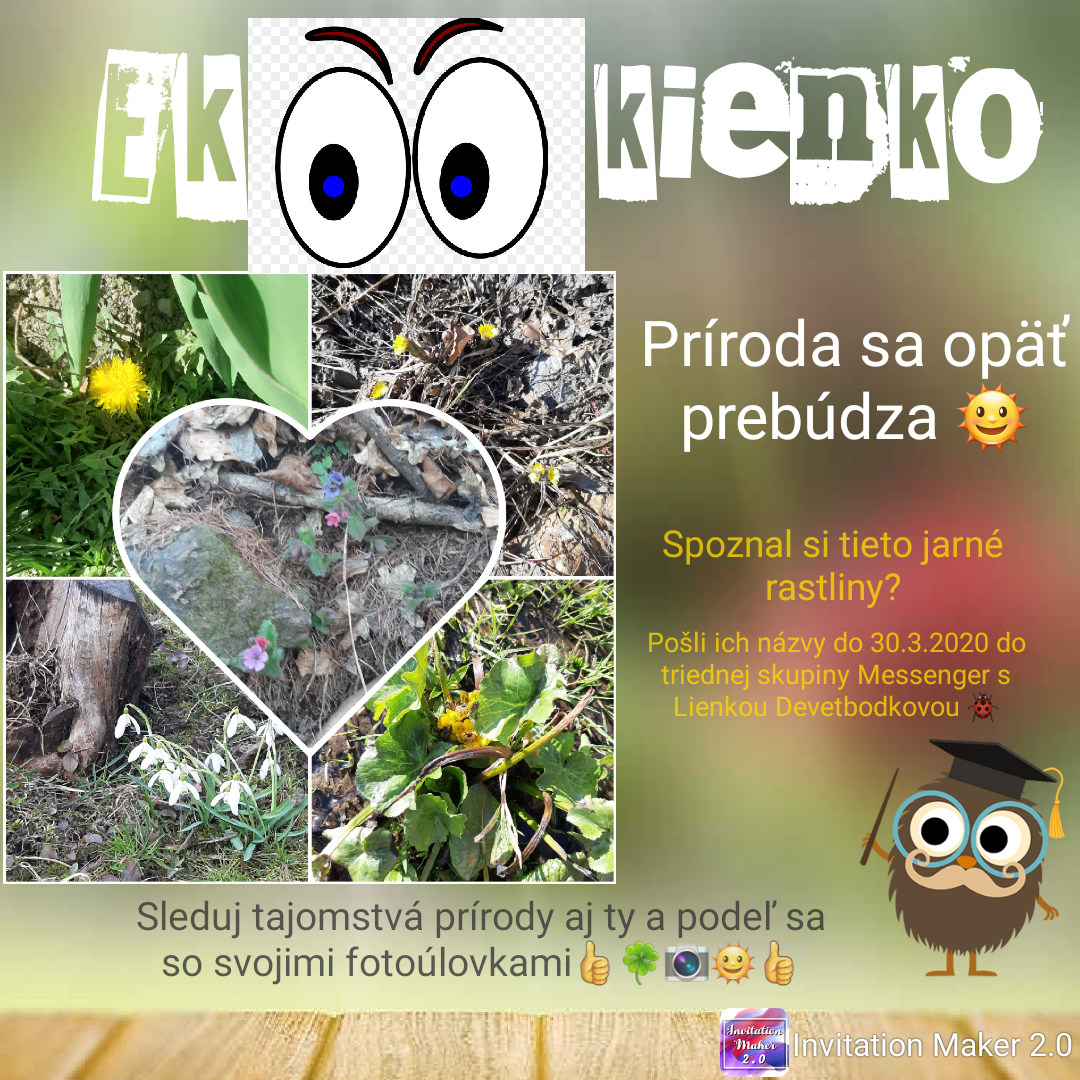 Ek kienko
Príroda sa opäť
prebúdza
Spoznal si tieto jarné
rastliny?
Pošli ich názvy do 30.3.2020 do
triednej skupiny Messenger s
Lienkou Devetbodkovou
Sleduj tajomstvá prírody aj ty a podeľ sa
so svojimi fotoúlovkami
Invitation
Maker
2.0
Invitation Maker 2.0